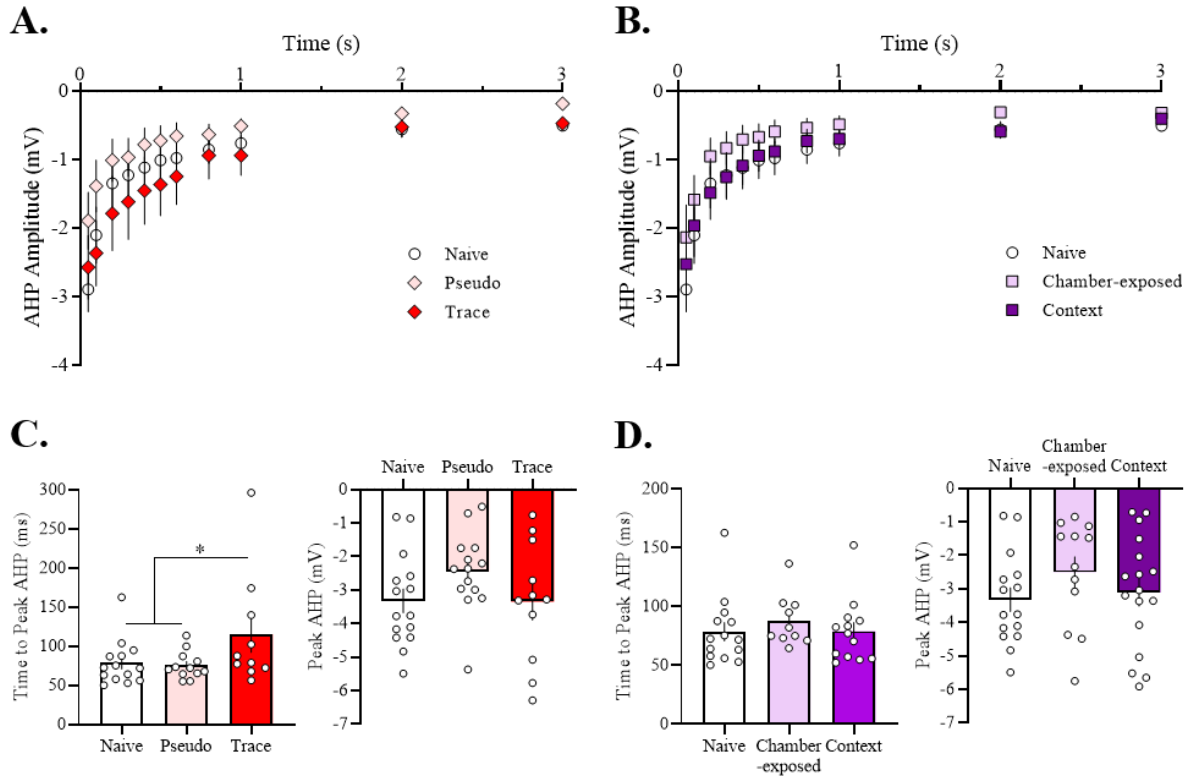 A.
Time (s)
0 1 2 3
0
-1
-2
-3
-4
AHP Amplitude (mV)
Naive
Pseudo
Trace
B.
Time (s)
0 1 2 3
0
-1
-2
-3
-4
AHP Amplitude (mV)
Naive
Chamber-exposed
Context
C.
300
250
200
150
100
50
0
Time to Peak AHP (ms)
*
Naive Pseudo Trace
Naive Pseudo Trace
0
-1
-2
-3
-4
-5
-6
-7
Peak AHP (mV)
D.
200
150
100
50
0
Time to Peak AHP (ms)
Naive Chamber Context
-exposed
Chamber
Naive -exposed Context
0
-1
-2
-3
-4
-5
-6
-7
Peak AHP (mV)